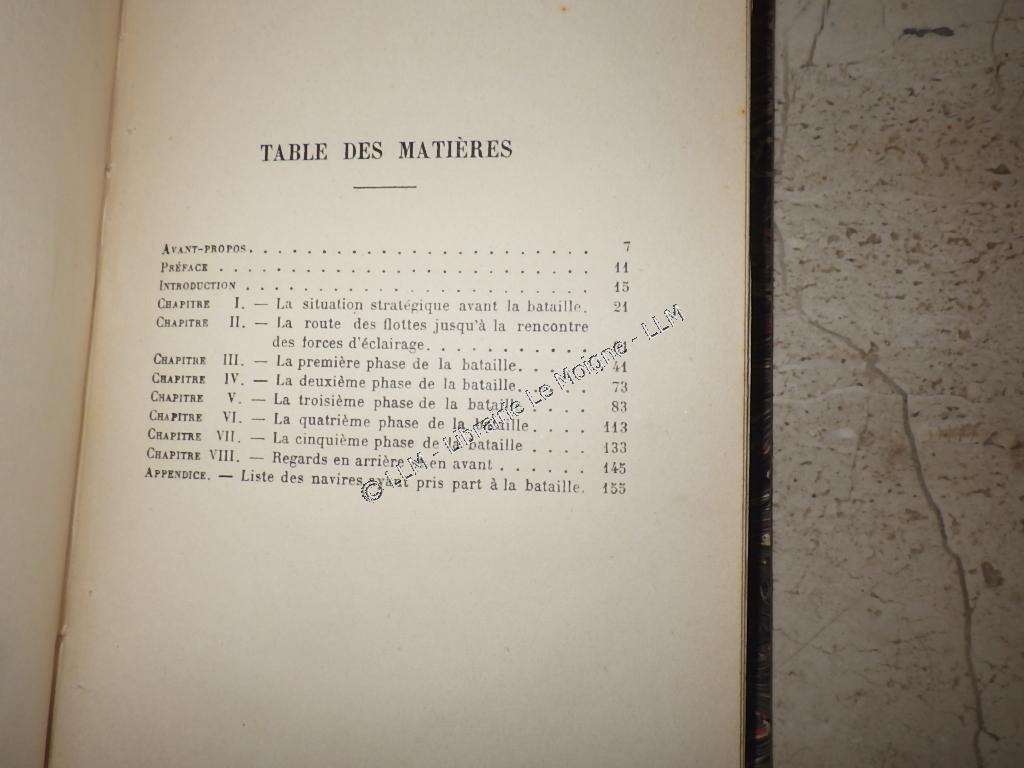 TABLE DES MATIÈRES
AVANT-PROPOS. . . . . . . . . . . . . . . . . . . . . . . . 7
PRÉFACE . . . . . . . . . . . . . . . . . . . . . . . . . . 11
INTRODUCTION . . . . . . . . . . . . . . . . . . . . . . . . 15
CHAPITRE I. — La situation stratégique avant la bataille. 21
CHAPITRE II. — La route des flottes jusqu'à la rencontre
des forces d'éclairage. . . . . . . . . . .
CHAPITRE III. — La première phase de la bataille. . . . . 41
CHAPITRE IV. — La deuxième phase de la bataille. . . . . 73
CHAPITRE V. — La troisième phase de la bataille . . . . 83
CHAPITRE VI. — La quatrième phase de la bataille. . . . 113
CHAPITRE VII. — La cinquième phase de la bataille . . . . 133
CHAPITRE VIII. — Regards en arrière et en avant . . . . . . 145
APPENDICE. — Liste des navires ayant pris part à la bataille. 155
© LLM - Librairie Le Moigne - LLM